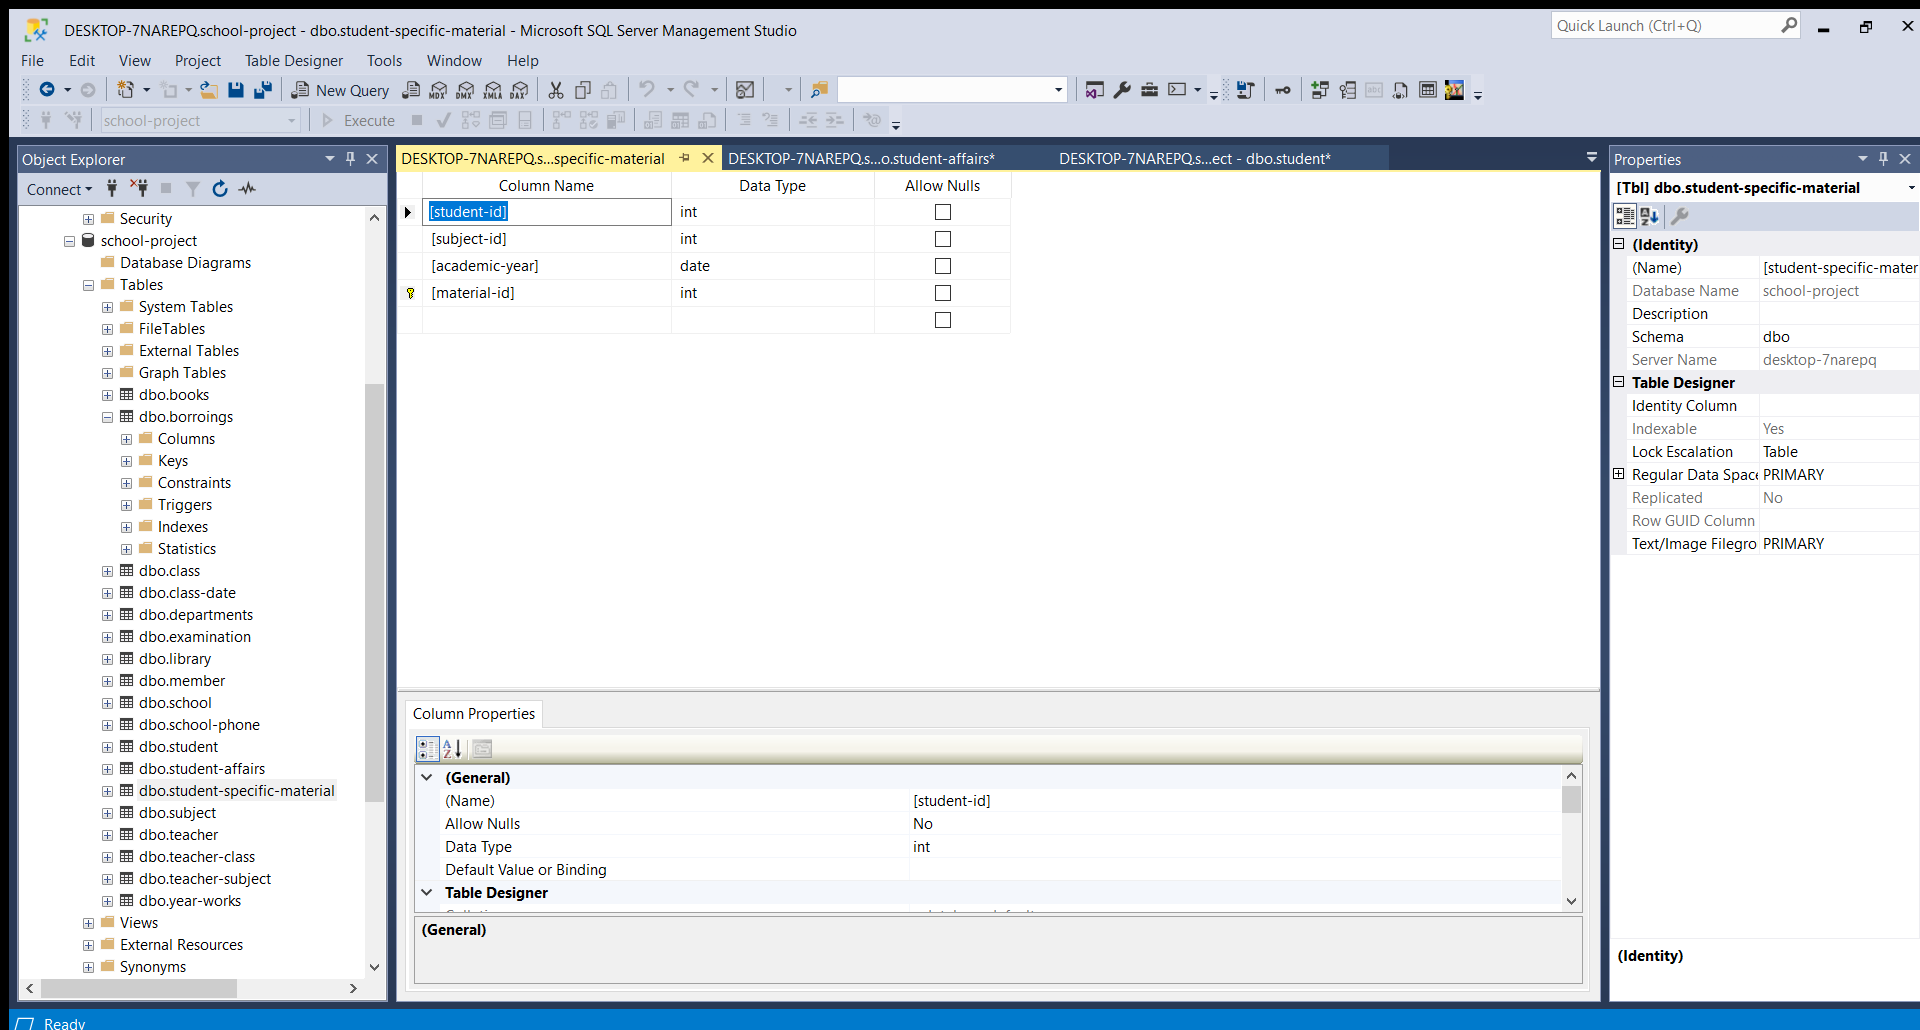 DESKTOP-7NAREPQ.school-project - dbo.student-specific-material - Microsoft SQL Server Management Studio
Quick Launch (Ctrl+Q)
File Edit View Project Table Designer Tools Window Help
New Query MDX DMX XMLA DAX
school-project Execute
Object Explorer
Connect
Security
school-project
Database Diagrams
Tables
System Tables
FileTables
External Tables
Graph Tables
dbo.books
dbo.borroings
Columns
Keys
Constraints
Triggers
Indexes
Statistics
dbo.class
dbo.class-date
dbo.departments
dbo.examination
dbo.library
dbo.member
dbo.school
dbo.school-phone
dbo.student
dbo.student-affairs
dbo.student-specific-material
dbo.subject
dbo.teacher
dbo.teacher-class
dbo.teacher-subject
dbo.year-works
Views
External Resources
Synonyms
DESKTOP-7NAREPQ.s...specific-material
DESKTOP-7NAREPQ.s...o.student-affairs*
DESKTOP-7NAREPQ.s...ect - dbo.student*
Column Name Data Type Allow Nulls
[student-id] int
[subject-id] int
[academic-year] date
[material-id] int
Column Properties
(General)
(Name) [student-id]
Allow Nulls No
Data Type int
Default Value or Binding
Table Designer
(General)
Properties
[Tbl] dbo.student-specific-material
(Identity)
(Name) [student-specific-mater
Database Name school-project
Description
Schema dbo
Server Name desktop-7narepq
Table Designer
Identity Column
Indexable Yes
Lock Escalation Table
Regular Data Space PRIMARY
Replicated No
Row GUID Column
Text/Image Filegro PRIMARY
(Identity)
Ready